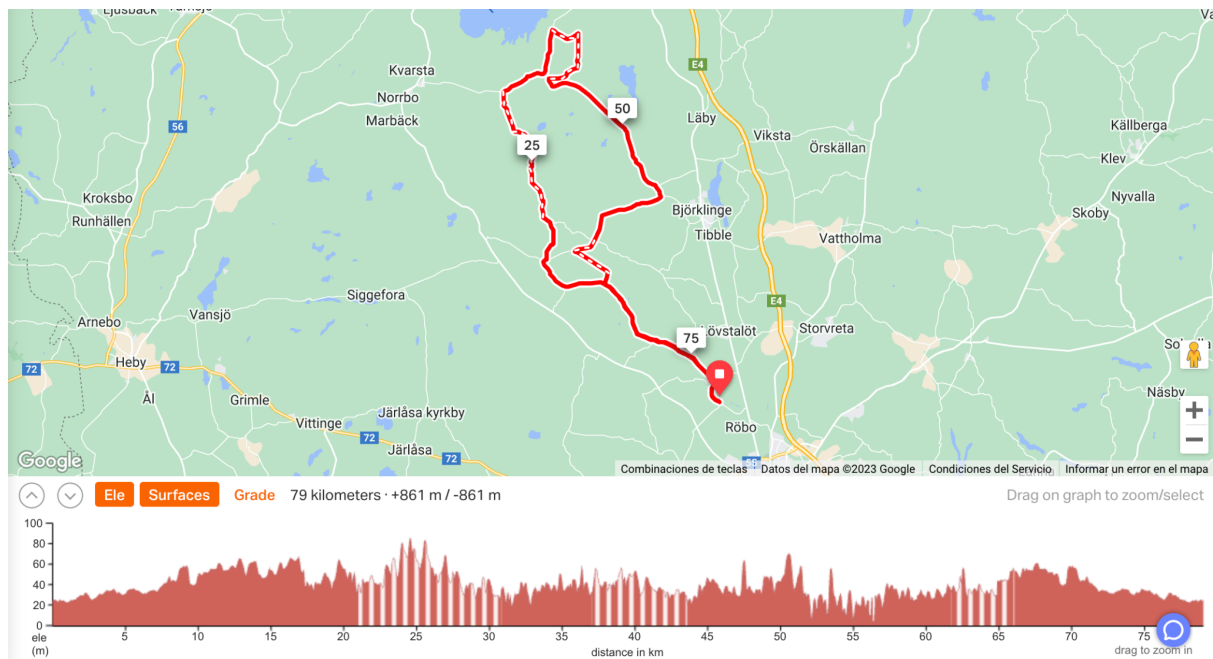 Ljusbäck
Kvarsta
Norrbo
Marbäck
E4
Läby
Viksta
Örskällan
Källberga
Klev
Nyvalla
Skoby
56
50
25
Kroksbo
Runhällen
Björklinge
Tibble
Vattholma
Siggefora
E4
Arnebo
Vansjö
Heby
72
72
Ål
Grimle
Vittinge
Järlåsa kyrkby
72
Järlåsa
72
75
Lövstalöt
Storvreta
Näsby
Röbo
Google
Combinaciones de teclas
Datos del mapa ©2023 Google
Condiciones del Servicio
Informar un error en el mapa
Ele
Surfaces
Grade
79 kilometers · +861 m / -861 m
Drag on graph to zoom/select
100
80
60
40
20
0
ele
(m)
5 10 15 20 25 30 35 40 45 50 55 60 65 70 75
distance in km
drag to zoom in